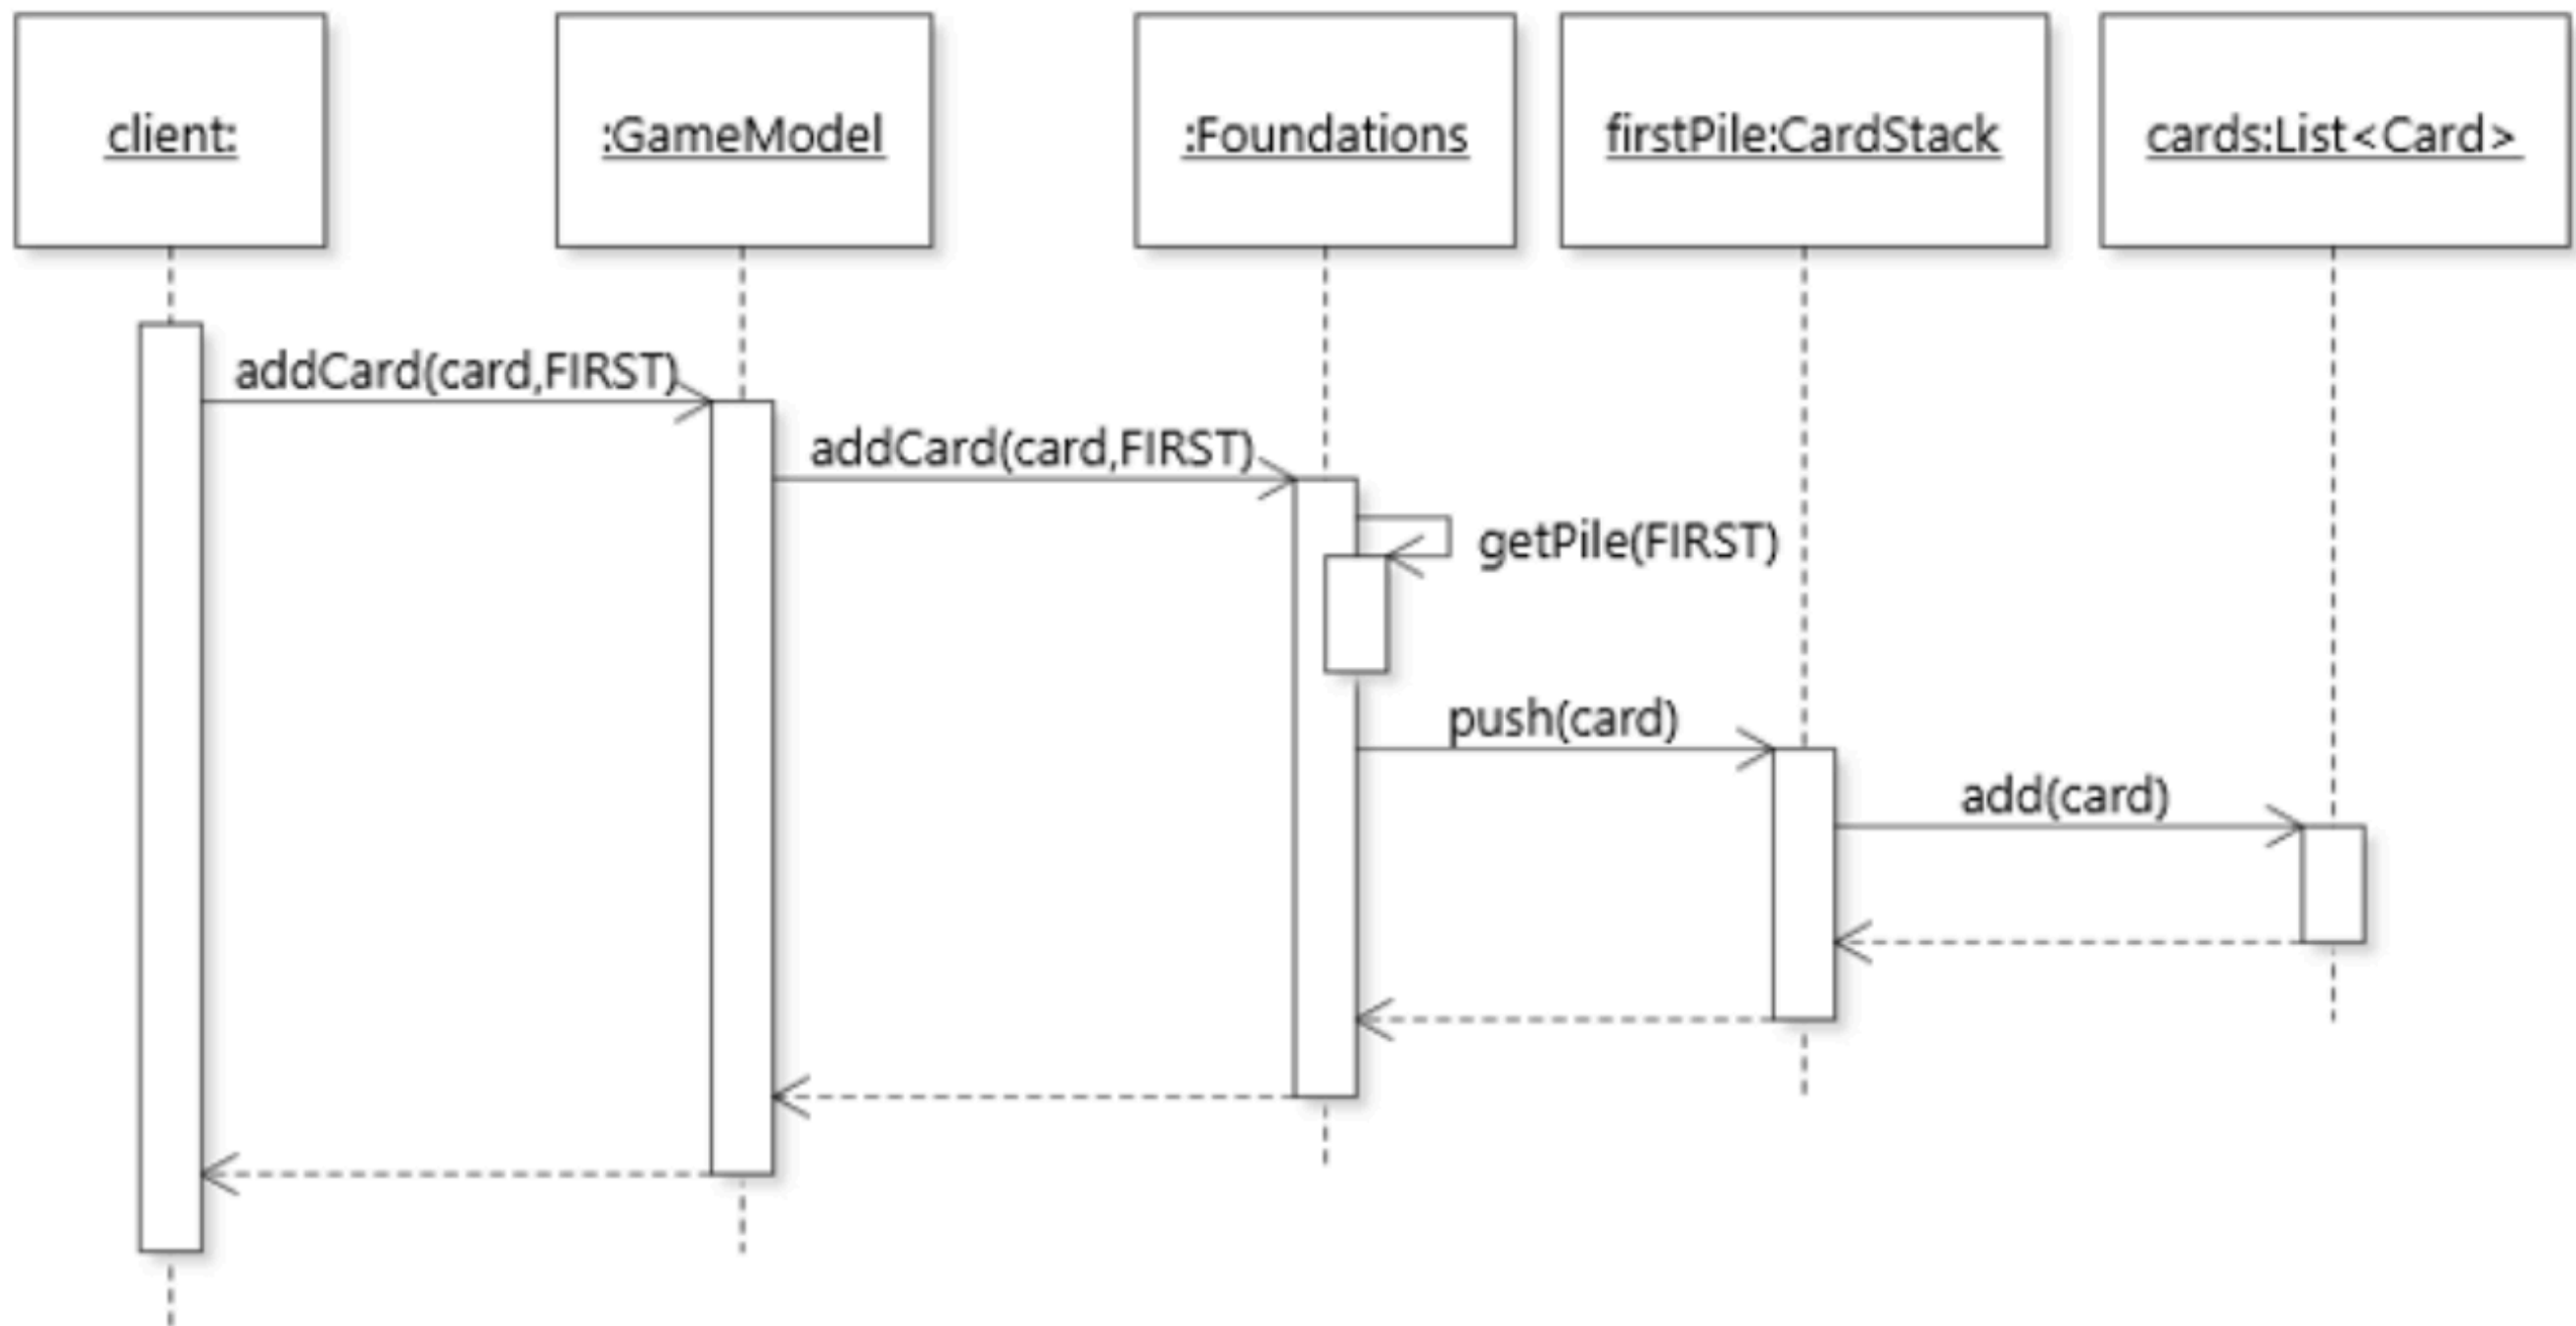 client:
:GameModel
:Foundations
firstPile:CardStack
cards:List<Card>
addCard(card,FIRST)
addCard(card,FIRST)
getPile(FIRST)
push(card)
add(card)